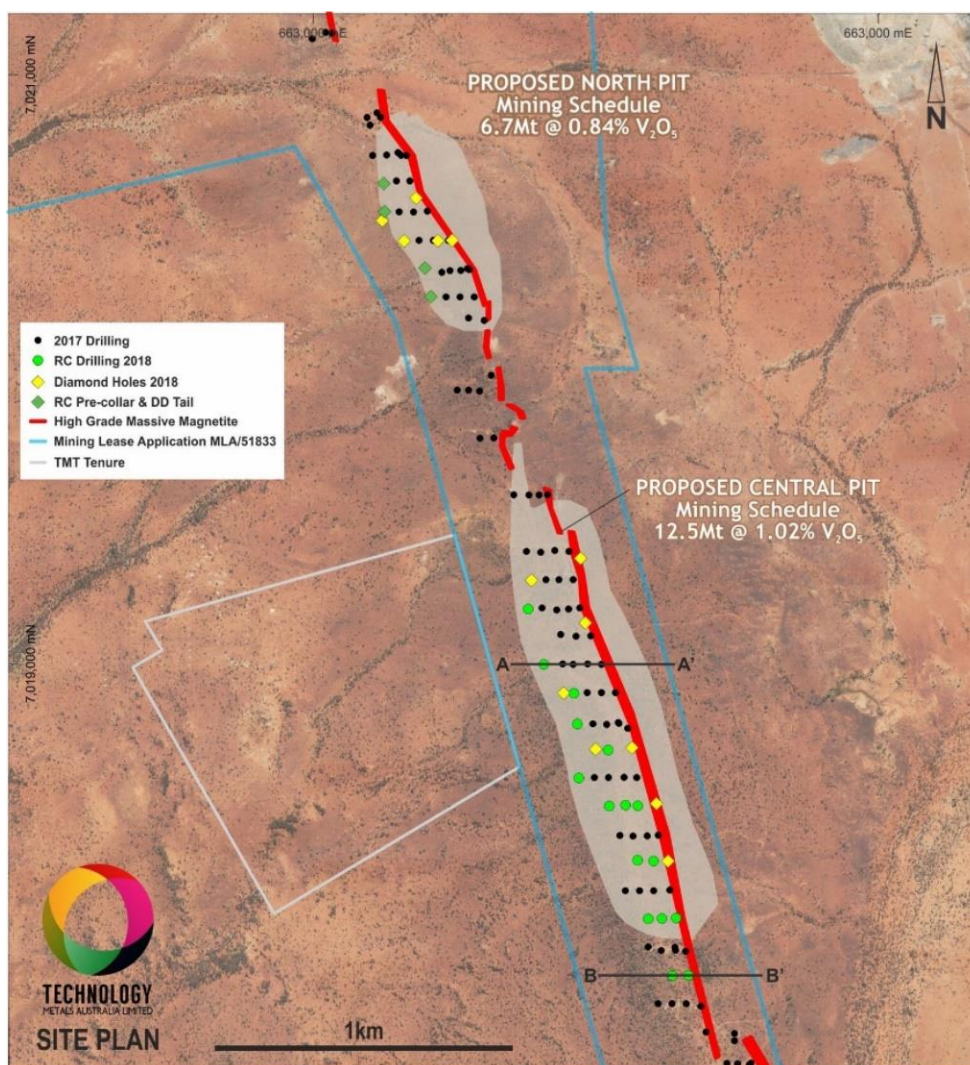 663,000 mE
663,000 mE
7,021,000 mN
PROPOSED NORTH PIT
Mining Schedule
6.7Mt @ 0.84% V₂O₅
N
2017 Drilling
RC Drilling 2018
Diamond Holes 2018
RC Pre-collar & DD Tail
High Grade Massive Magnetite
Mining Lease Application MLA/51833
TMT Tenure
PROPOSED CENTRAL PIT
Mining Schedule
12.5Mt @ 1.02% V₂O₅
7,019,000 mN
A
A'
B
B'
TECHNOLOGY
METALS AUSTRALIA LIMITED
SITE PLAN
1km